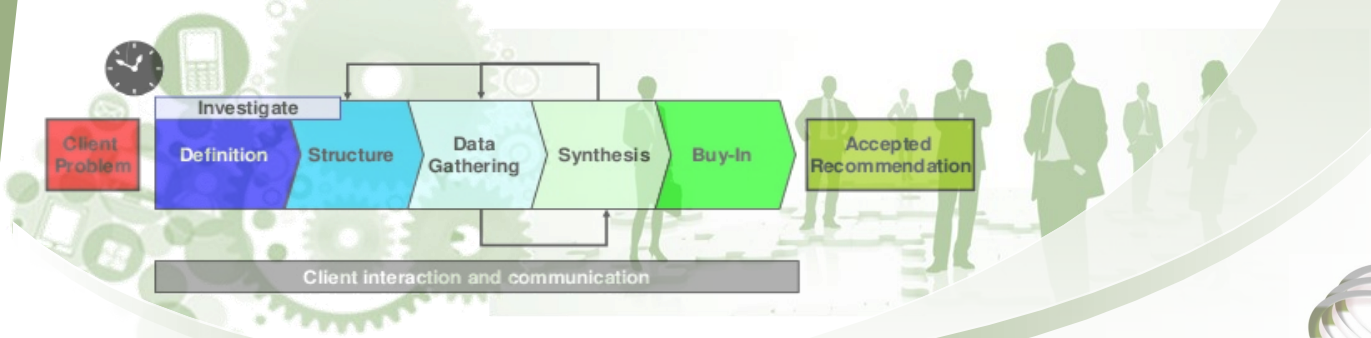 Investigate
Client
Problem
Definition
Structure
Data
Gathering
Synthesis
Buy-In
Accepted
Recommendation
Client interaction and communication